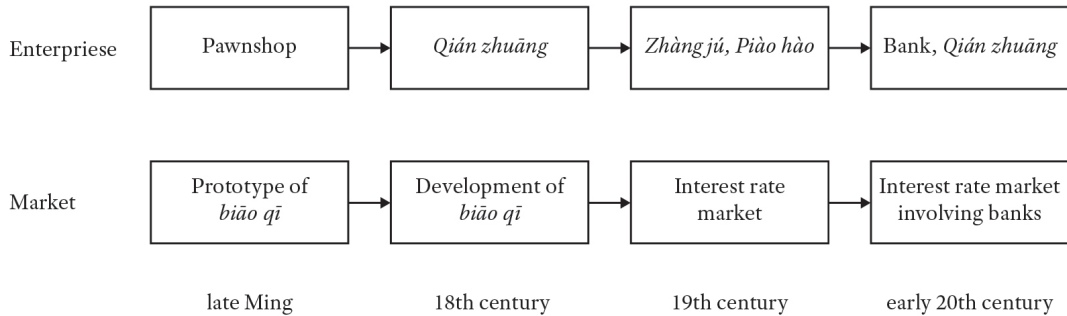 Enterpriese
Pawnshop
Qián zhuāng
Zhàng jú, Piào hào
Bank, Qián zhuāng
Market
Prototype of
biāo qī
Development of
biāo qī
Interest rate
market
Interest rate market
involving banks
late Ming
18th century
19th century
early 20th century